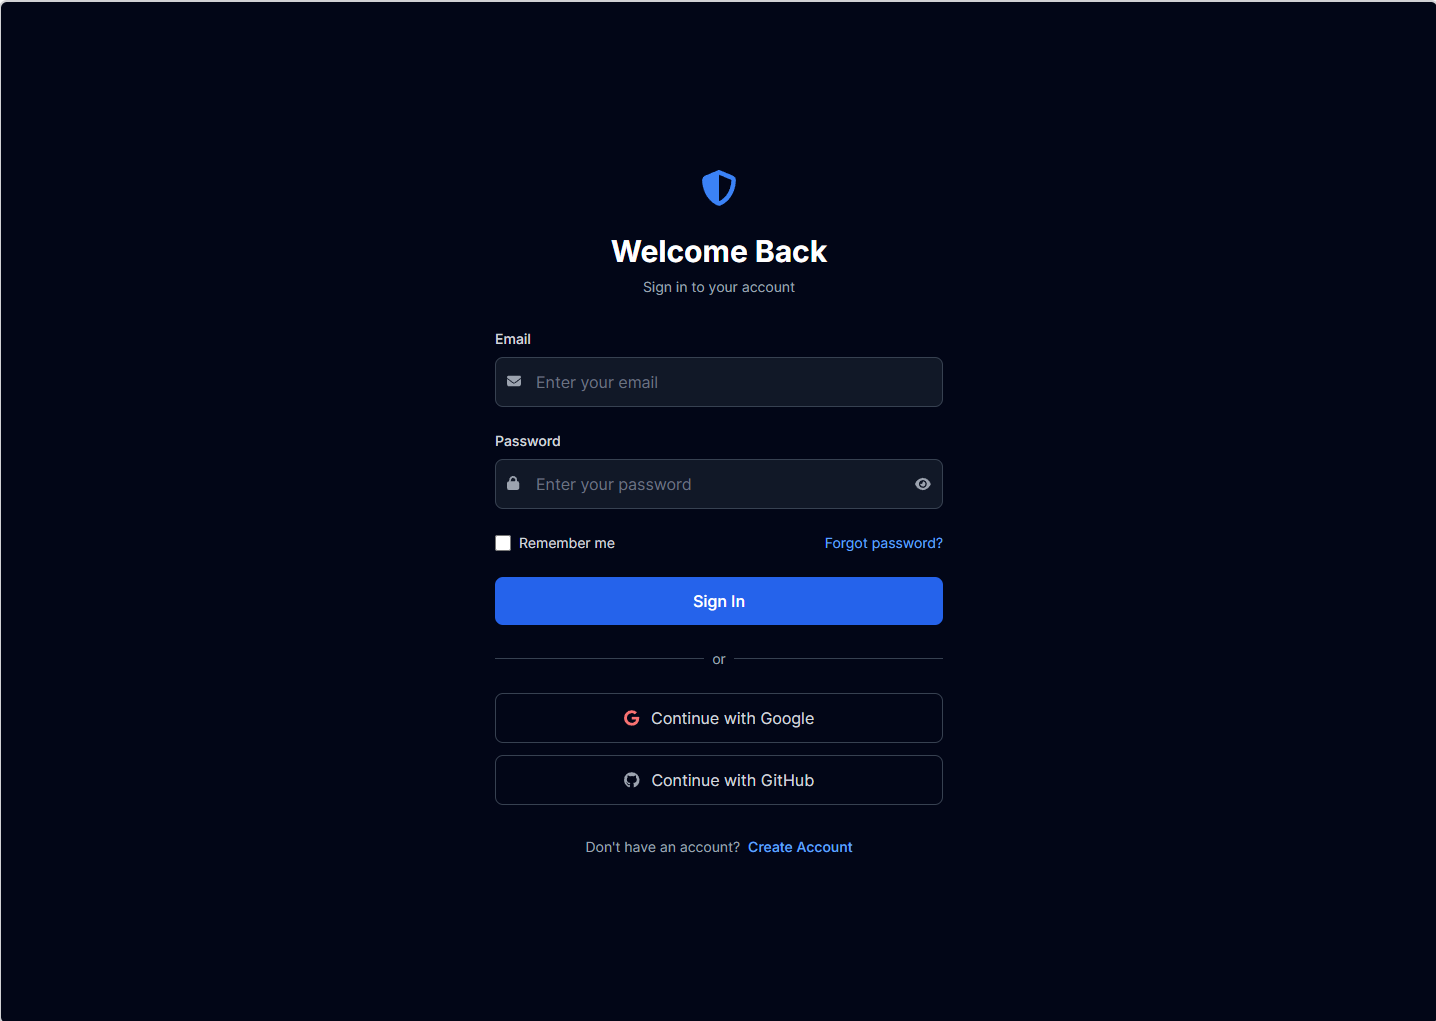 Welcome Back
Sign in to your account
Email
Enter your email
Password
Enter your password
Remember me
Forgot password?
Sign In
or
Continue with Google
Continue with GitHub
Don't have an account? Create Account